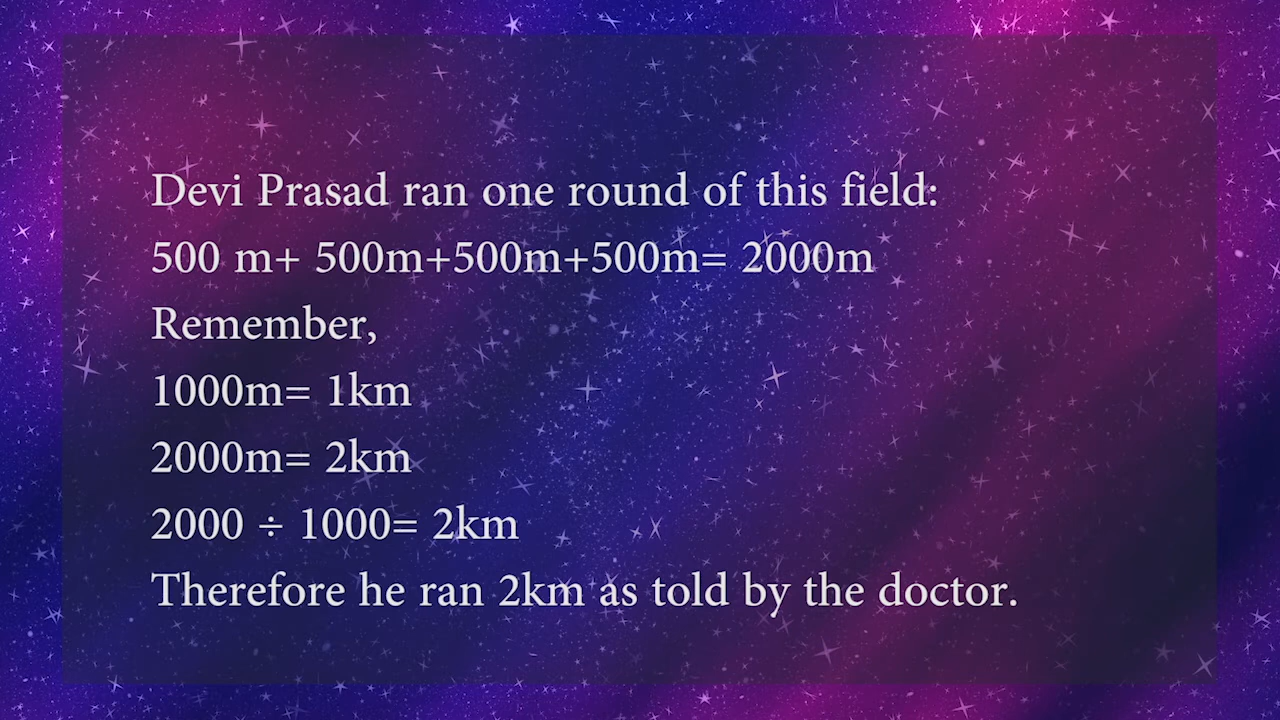 Devi Prasad ran one round of this field:
500 m+ 500m+500m+500m= 2000m
Remember,
1000m= 1km
2000m= 2km
2000 ÷ 1000= 2km
Therefore he ran 2km as told by the doctor.